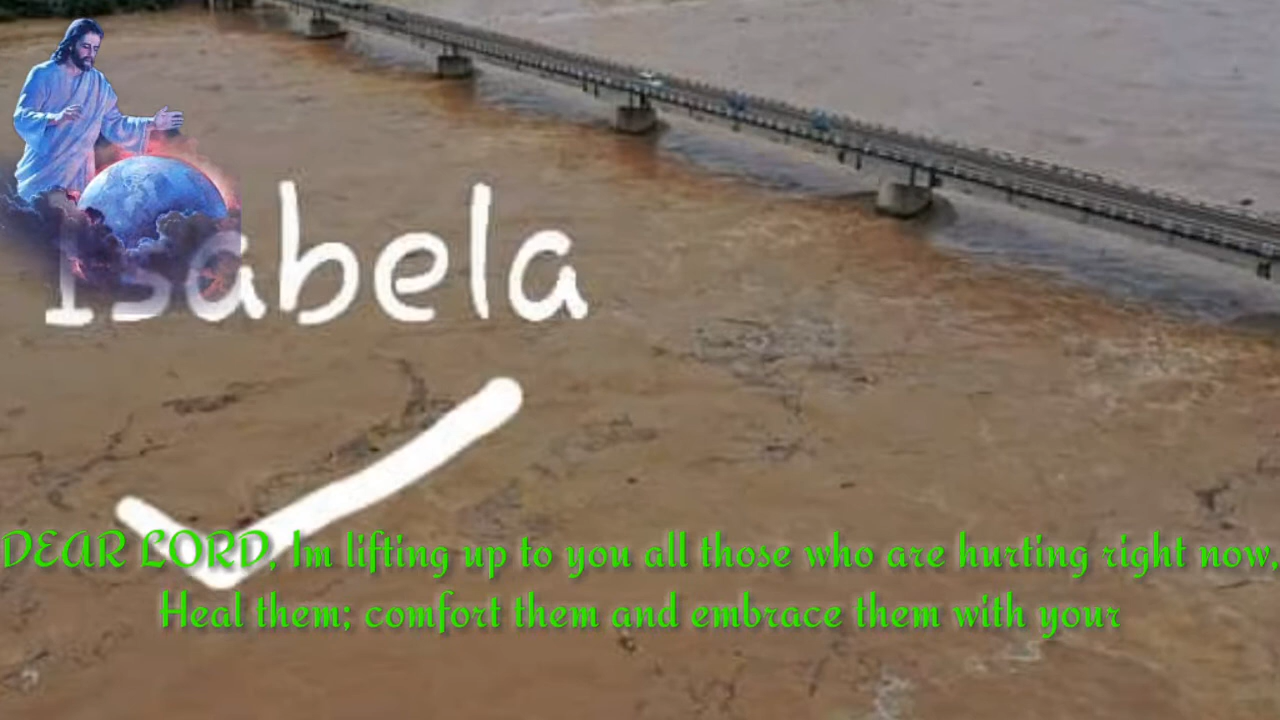 Isabela
DEAR LORD, Im lifting up to you all those who are hurting right now,
Heal them; comfort them and embrace them with your